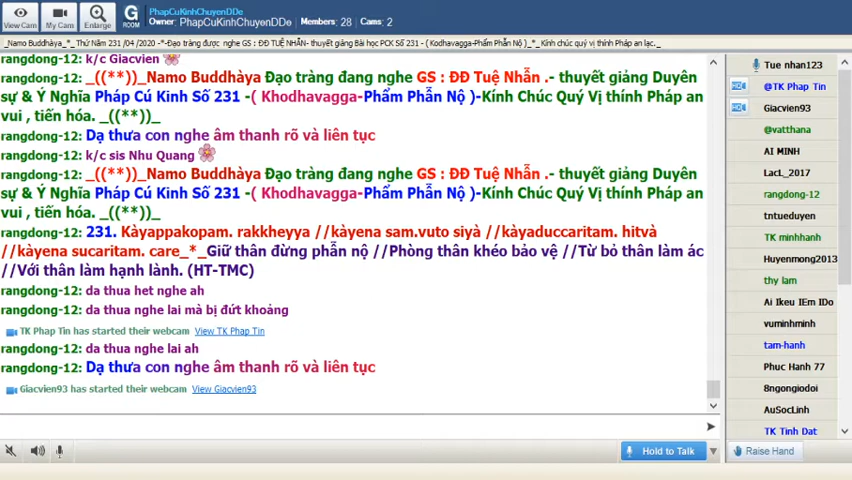 View Cam
My Cam
Enlarge
G
ROOM
PhapCuKinhChuyenDDe
Owner: PhapCuKinhChuyenDDe Members: 28 Cams: 2
_Namo Buddhàya_*_ Thứ Năm 23 /04 /2020 -*-Đạo tràng được nghe GS : ĐĐ TUỆ NHẪN- thuyết giảng Bài học PCK Số 231 - ( Kodhavagga-Phẩm Phẫn Nộ )_*_ Kính chúc quý vị thính Pháp an lạc._
rangdong-12: k/c Giacvien
rangdong-12: _((**))_Namo Buddhàya Đạo tràng đang nghe GS : ĐĐ Tuệ Nhẫn .- thuyết giảng Duyên
sự & Ý Nghĩa Pháp Cú Kinh Số 231 -( Khodhavagga-Phẩm Phẫn Nộ )-Kính Chúc Quý Vị thính Pháp an
vui , tiến hóa. _((**))_
rangdong-12: Dạ thưa con nghe âm thanh rõ và liên tục
rangdong-12: k/c sis Nhu Quang
rangdong-12: _((**))_Namo Buddhàya Đạo tràng đang nghe GS : ĐĐ Tuệ Nhẫn .- thuyết giảng Duyên
sự & Ý Nghĩa Pháp Cú Kinh Số 231 -( Khodhavagga-Phẩm Phẫn Nộ )-Kính Chúc Quý Vị thính Pháp an
vui , tiến hóa. _((**))_
rangdong-12: 231. Kàyappakopam. rakkheyya //kàyena sam.vuto siyà //kàyaduccaritam. hitvà
//kàyena sucaritam. care_*_Giữ thân đừng phẫn nộ //Phòng thân khéo bảo vệ //Từ bỏ thân làm ác
//Với thân làm hạnh lành. (HT-TMC)
rangdong-12: da thua het nghe ah
rangdong-12: da thua nghe lai mà bị đứt khoảng
TK Phap Tin has started their webcam View TK Phap Tin
rangdong-12: da thua nghe lai ah
rangdong-12: Dạ thưa con nghe âm thanh rõ và liên tục
Giacvien93 has started their webcam View Giacvien93
Hold to Talk
Tue nhan123
@TK Phap Tin
Giacvien93
@vatthana
AI MINH
LacL_2017
rangdong-12
tntueduyen
TK minhhanh
Huyenmong2013
thy lam
Ai Ikeu IEm IDo
vuminhminh
tam-hanh
Phuc Hanh 77
8ngongiodoi
AuSocLinh
TK Tinh Dat
Raise Hand